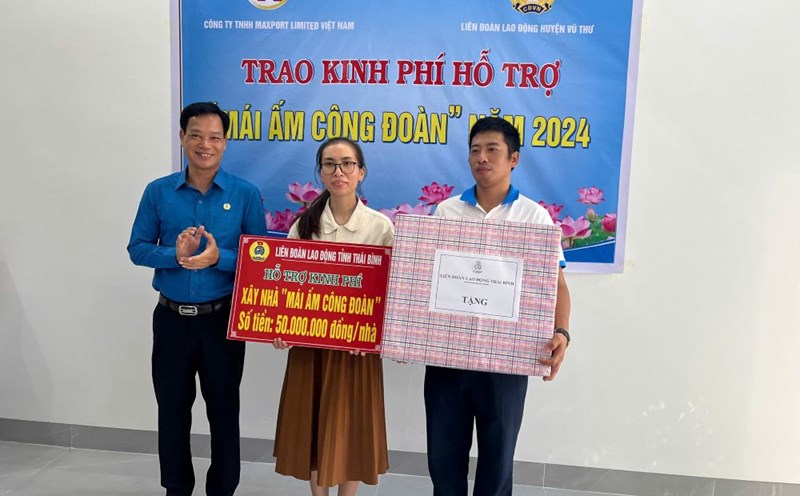 CÔNG TY TNHH MAXPORT LIMITED VIỆT NAM
LIÊN ĐOÀN LAO ĐỘNG HUYỆN VŨ THƯ
CĐVN
TRAO KINH PHÍ HỖ TRỢ
MÁI ẤM CÔNG ĐOÀN” NĂM 2024
LIÊN ĐOÀN LAO ĐỘNG TỈNH THÁI BÌNH
HỖ TRỢ KINH PHÍ
XÂY NHÀ "MÁI ẤM CÔNG ĐOÀN"
Số tiền: 50.000.000 đồng/nhà
LIÊN ĐOÀN LAO ĐỘNG THÁI BÌNH
TẶNG